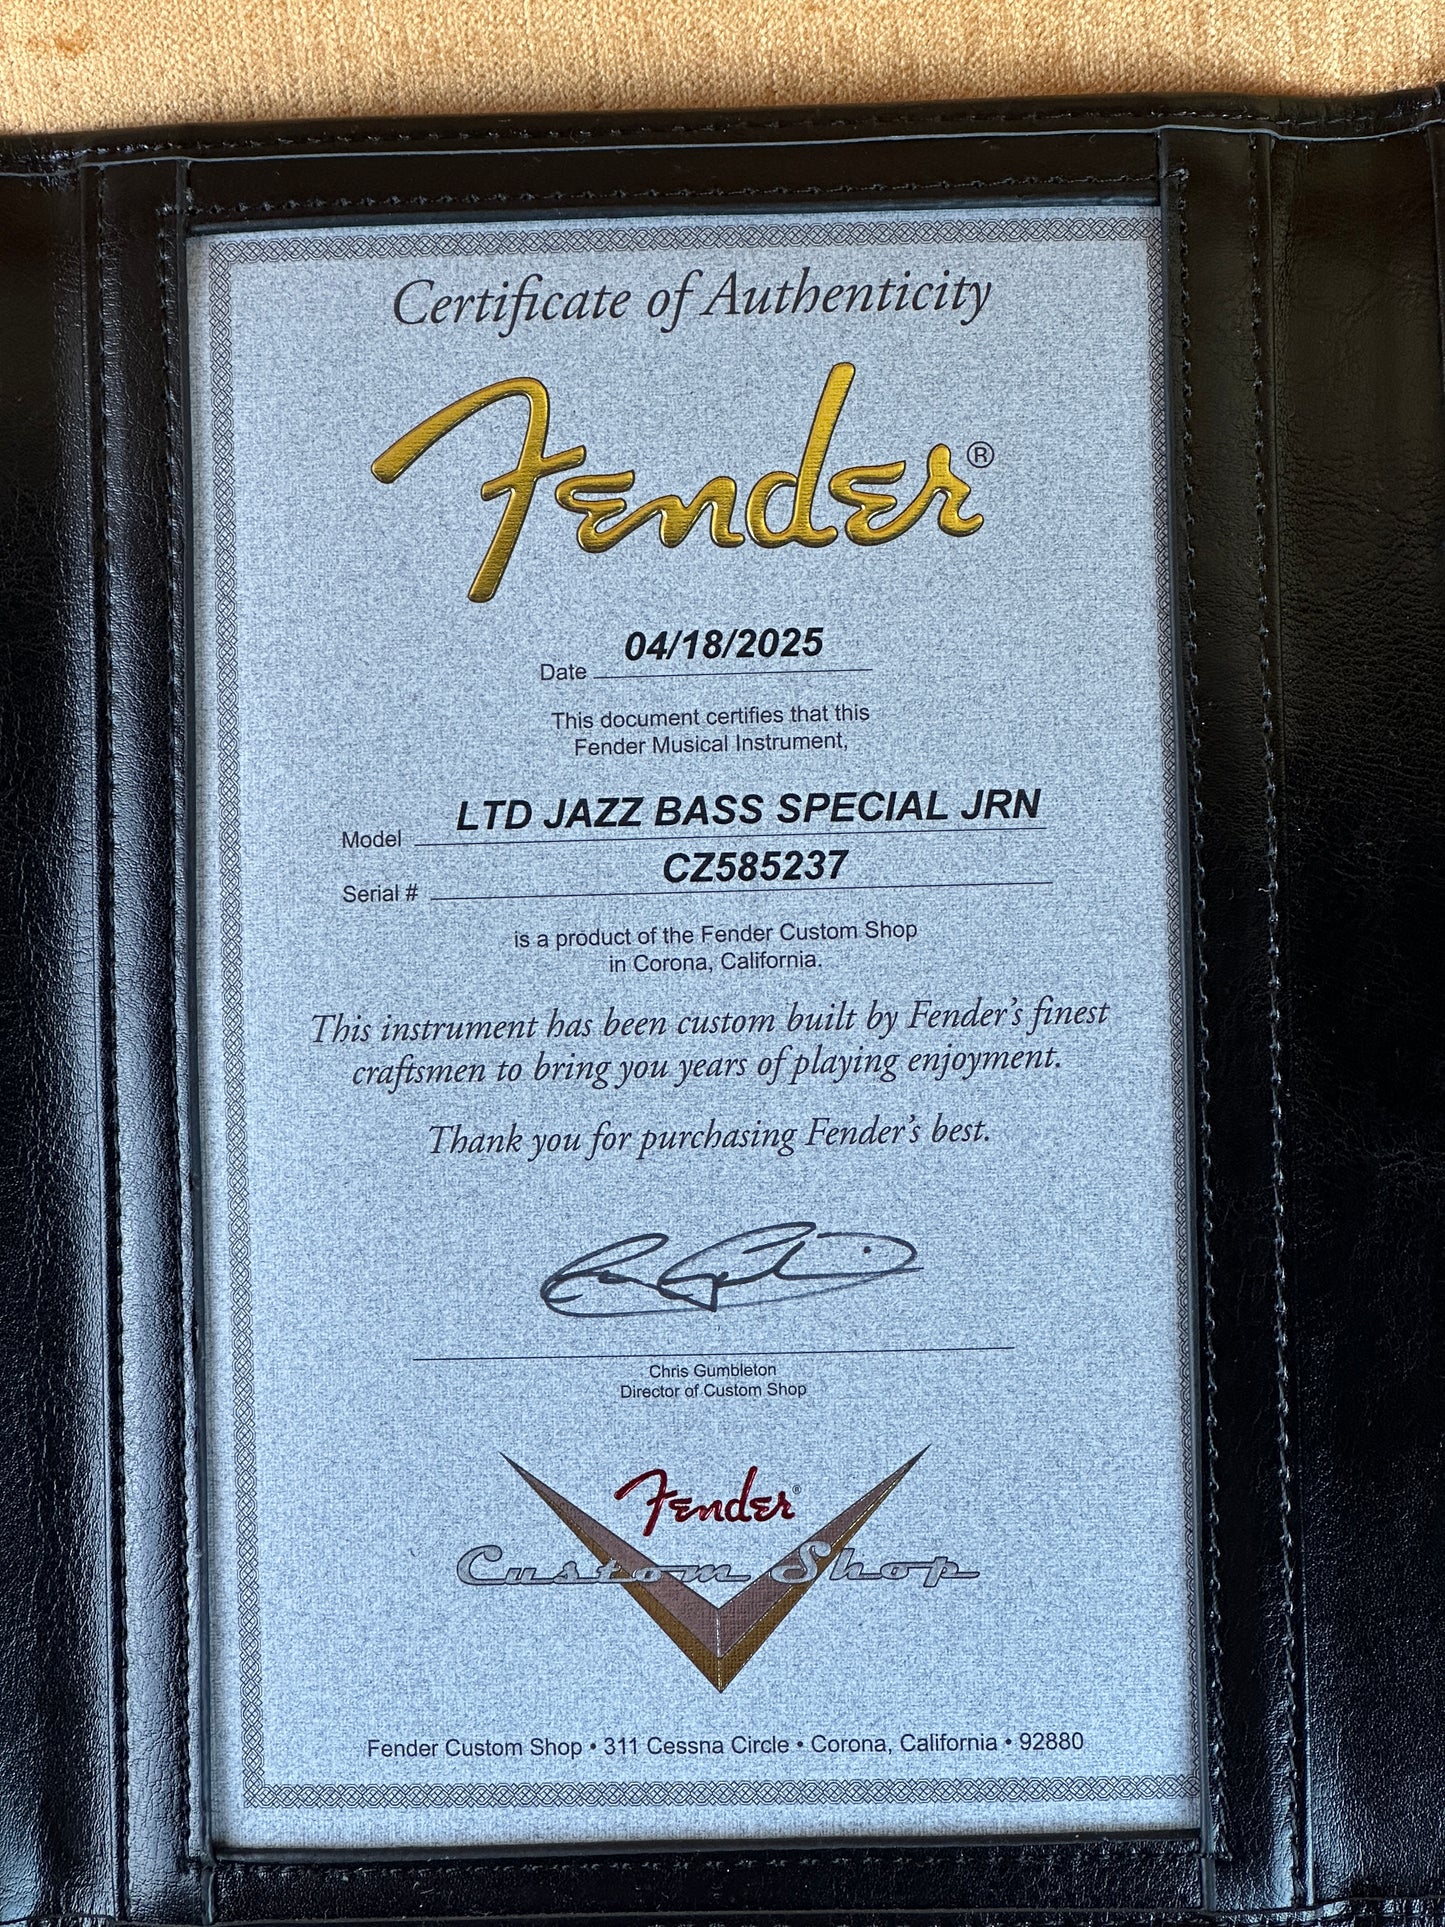 Certificate of Authenticity
Fender®
Date 04/18/2025
This document certifies that this
Fender Musical Instrument,
Model LTD JAZZ BASS SPECIAL JRN
Serial # CZ585237
is a product of the Fender Custom Shop
in Corona, California.
This instrument has been custom built by Fender's finest
craftsmen to bring you years of playing enjoyment.
Thank you for purchasing Fender's best.
Chris Gumbleton
Director of Custom Shop
Fender®
Custom Shop
Fender Custom Shop • 311 Cessna Circle • Corona, California • 92880